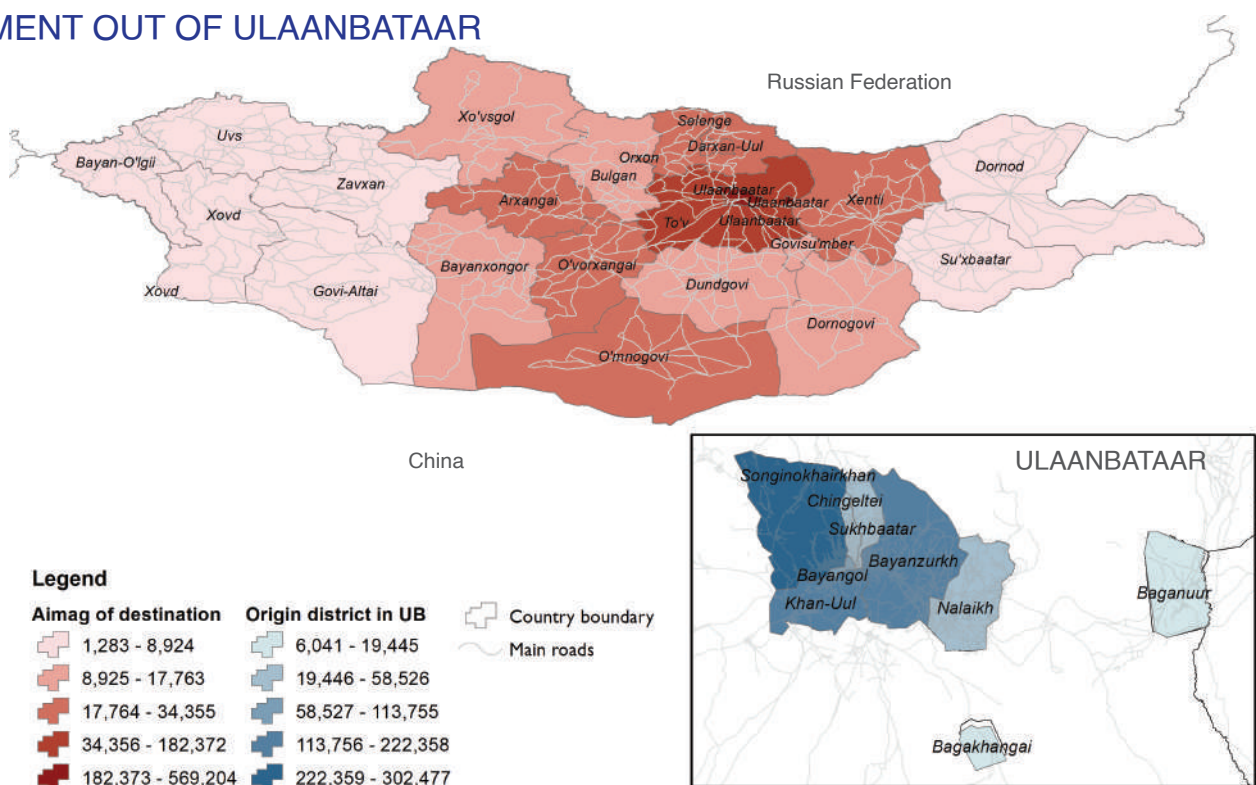 MENT OUT OF ULAANBATAAR
Russian Federation
Xo'vsgol
Selenge
Uvs
Darxan-Uul
Orxon
Bayan-O'lgii
Dornod
Bulgan
Zavxan
Ulaanbaatar
Arxangai
Ulaanbaatar
Xentii
Xovd
To'v
Ulaanbaatar
Govisu'mber
Su'xbaatar
Bayanxongor
O'vorxangai
Dundgovi
Xovd
Govi-Altai
Dornogovi
O'mnogovi
China
ULAANBATAAR
Songinokhairkhan
Chingeltei
Sukhbaatar
Bayanzurkh
Bayangol
Khan-Uul
Nalaikh
Baganuur
Bagakhangai
Legend
Aimag of destination
1,283 - 8,924
8,925 - 17,763
17,764 - 34,355
34,356 - 182,372
182,373 - 569,204
Origin district in UB
6,041 - 19,445
19,446 - 58,526
58,527 - 113,755
113,756 - 222,358
222,359 - 302,477
Country boundary
Main roads